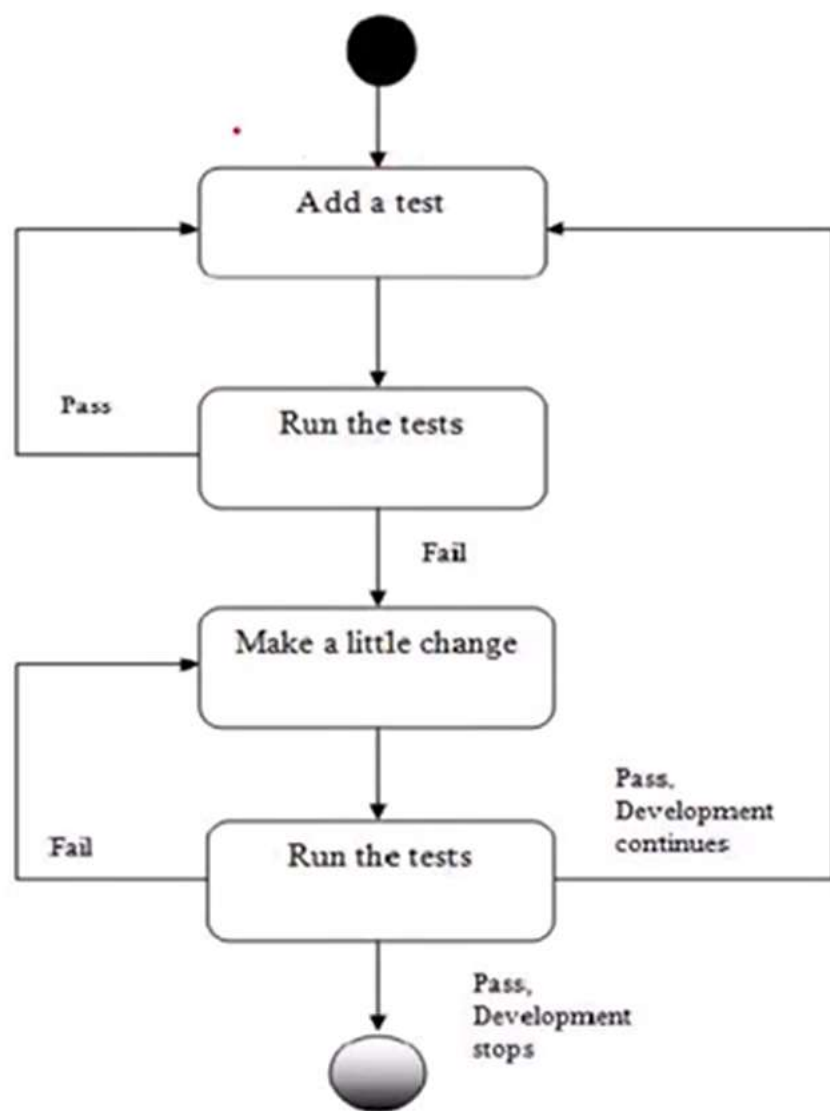 Add a test
Pass
Run the tests
Fail
Make a little change
Pass,
Development
continues
Fail
Run the tests
Pass,
Development
stops